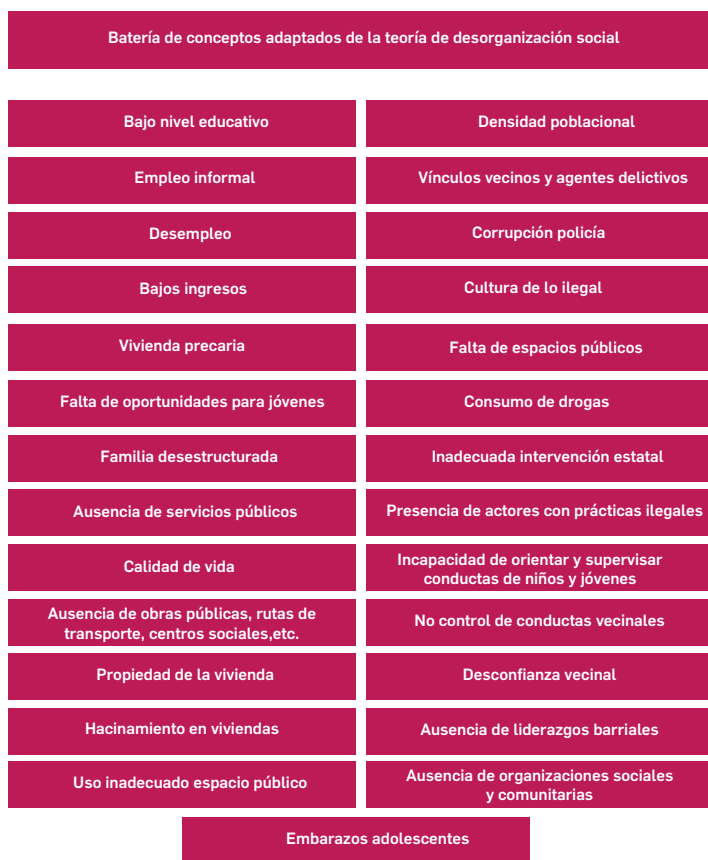 Batería de conceptos adaptados de la teoría de desorganización social
Bajo nivel educativo
Densidad poblacional
Empleo informal
Vínculos vecinos y agentes delictivos
Desempleo
Corrupción policía
Bajos ingresos
Cultura de lo ilegal
Vivienda precaria
Falta de espacios públicos
Falta de oportunidades para jóvenes
Consumo de drogas
Familia desestructurada
Inadecuada intervención estatal
Ausencia de servicios públicos
Presencia de actores con prácticas ilegales
Calidad de vida
Incapacidad de orientar y supervisar
conductas de niños y jóvenes
Ausencia de obras públicas, rutas de
transporte, centros sociales,etc.
No control de conductas vecinales
Propiedad de la vivienda
Desconfianza vecinal
Hacinamiento en viviendas
Ausencia de liderazgos barriales
Uso inadecuado espacio público
Ausencia de organizaciones sociales
y comunitarias
Embarazos adolescentes